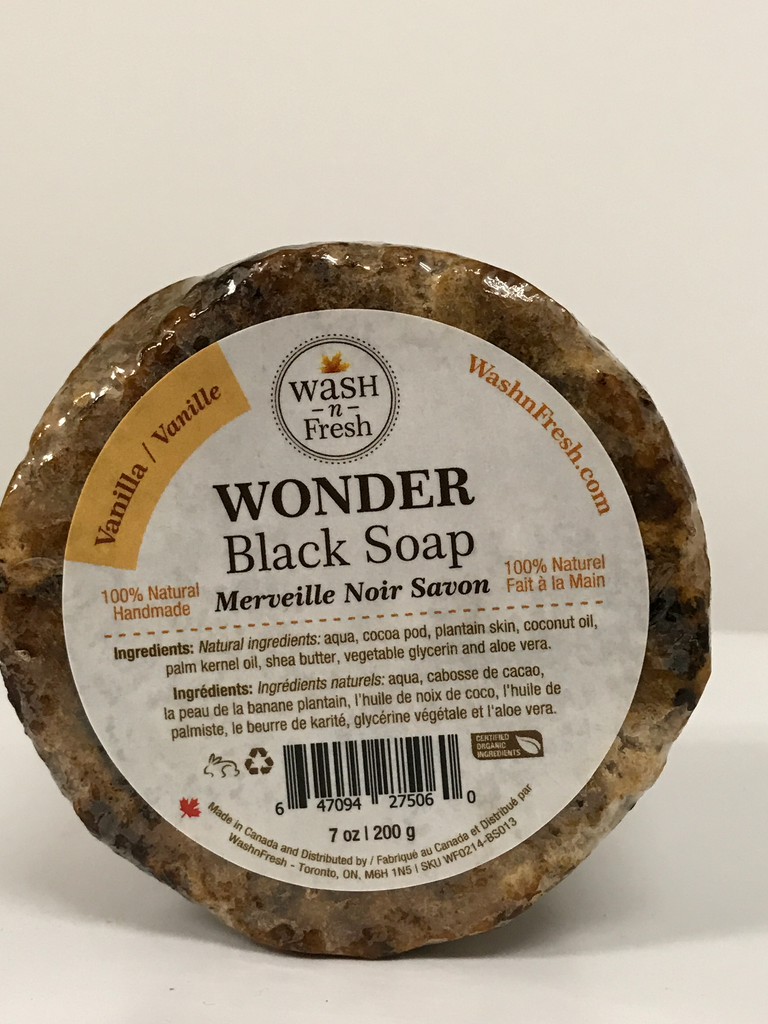 Vanilla / Vanille
WaSH
-n-
Fresh
WashnFresh.com
WONDER
Black Soap
Merveille Noir Savon
100% Natural
Handmade
100% Naturel
Fait à la Main
Ingredients: Natural ingredients: aqua, cocoa pod, plantain skin, coconut oil,
palm kernel oil, shea butter, vegetable glycerin and aloe vera.
Ingrédients: Ingrédients naturels: aqua, cabosse de cacao,
la peau de la banane plantain, l'huile de noix de coco, l'huile de
palmiste, le beurre de karité, glycérine végétale et l'aloe vera.
CERTIFIED
ORGANIC
INGREDIENTS
6 47094 27506 0
7 oz | 200 g
Made in Canada and Distributed by / Fabriqué au Canada et Distribué par
WashnFresh - Toronto, ON, M6H 1N5 | SKU WF0214-BS013